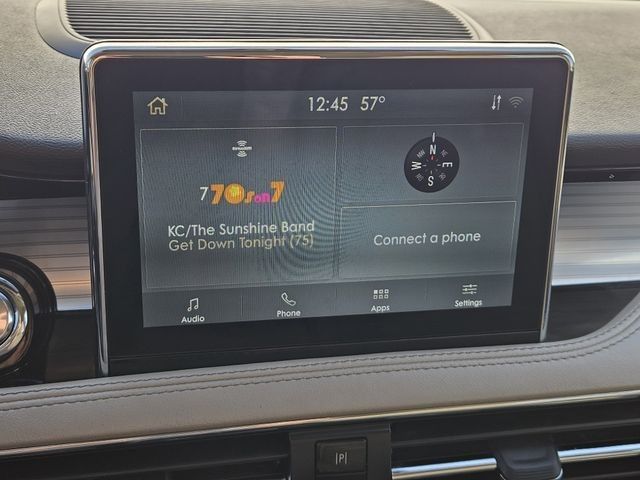 12:45 57°
7 70s on 7
KC/The Sunshine Band
Get Down Tonight (75)
N
E
S
W
Connect a phone
Audio
Phone
Apps
Settings
P